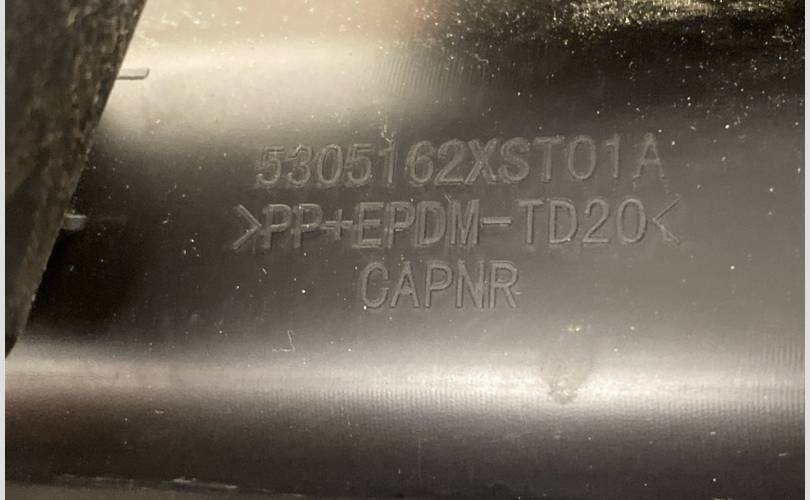 5305162XST01A
>PP+EPDM-TD20<
CAPNR